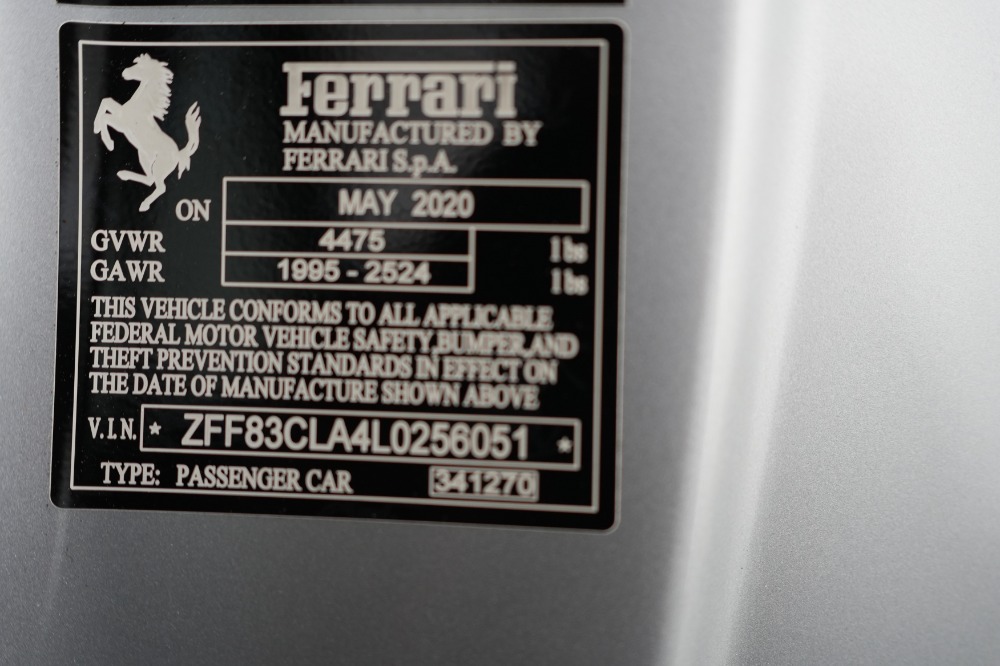 Ferrari
MANUFACTURED BY
FERRARI S.p.A.
ON MAY 2020
GVWR 4475 lbs
GAWR 1995 - 2524 lbs
THIS VEHICLE CONFORMS TO ALL APPLICABLE
FEDERAL MOTOR VEHICLE SAFETY,BUMPER,AND
THEFT PREVENTION STANDARDS IN EFFECT ON
THE DATE OF MANUFACTURE SHOWN ABOVE
V.I.N. * ZFF83CLA4L0256051 *
TYPE: PASSENGER CAR 341270